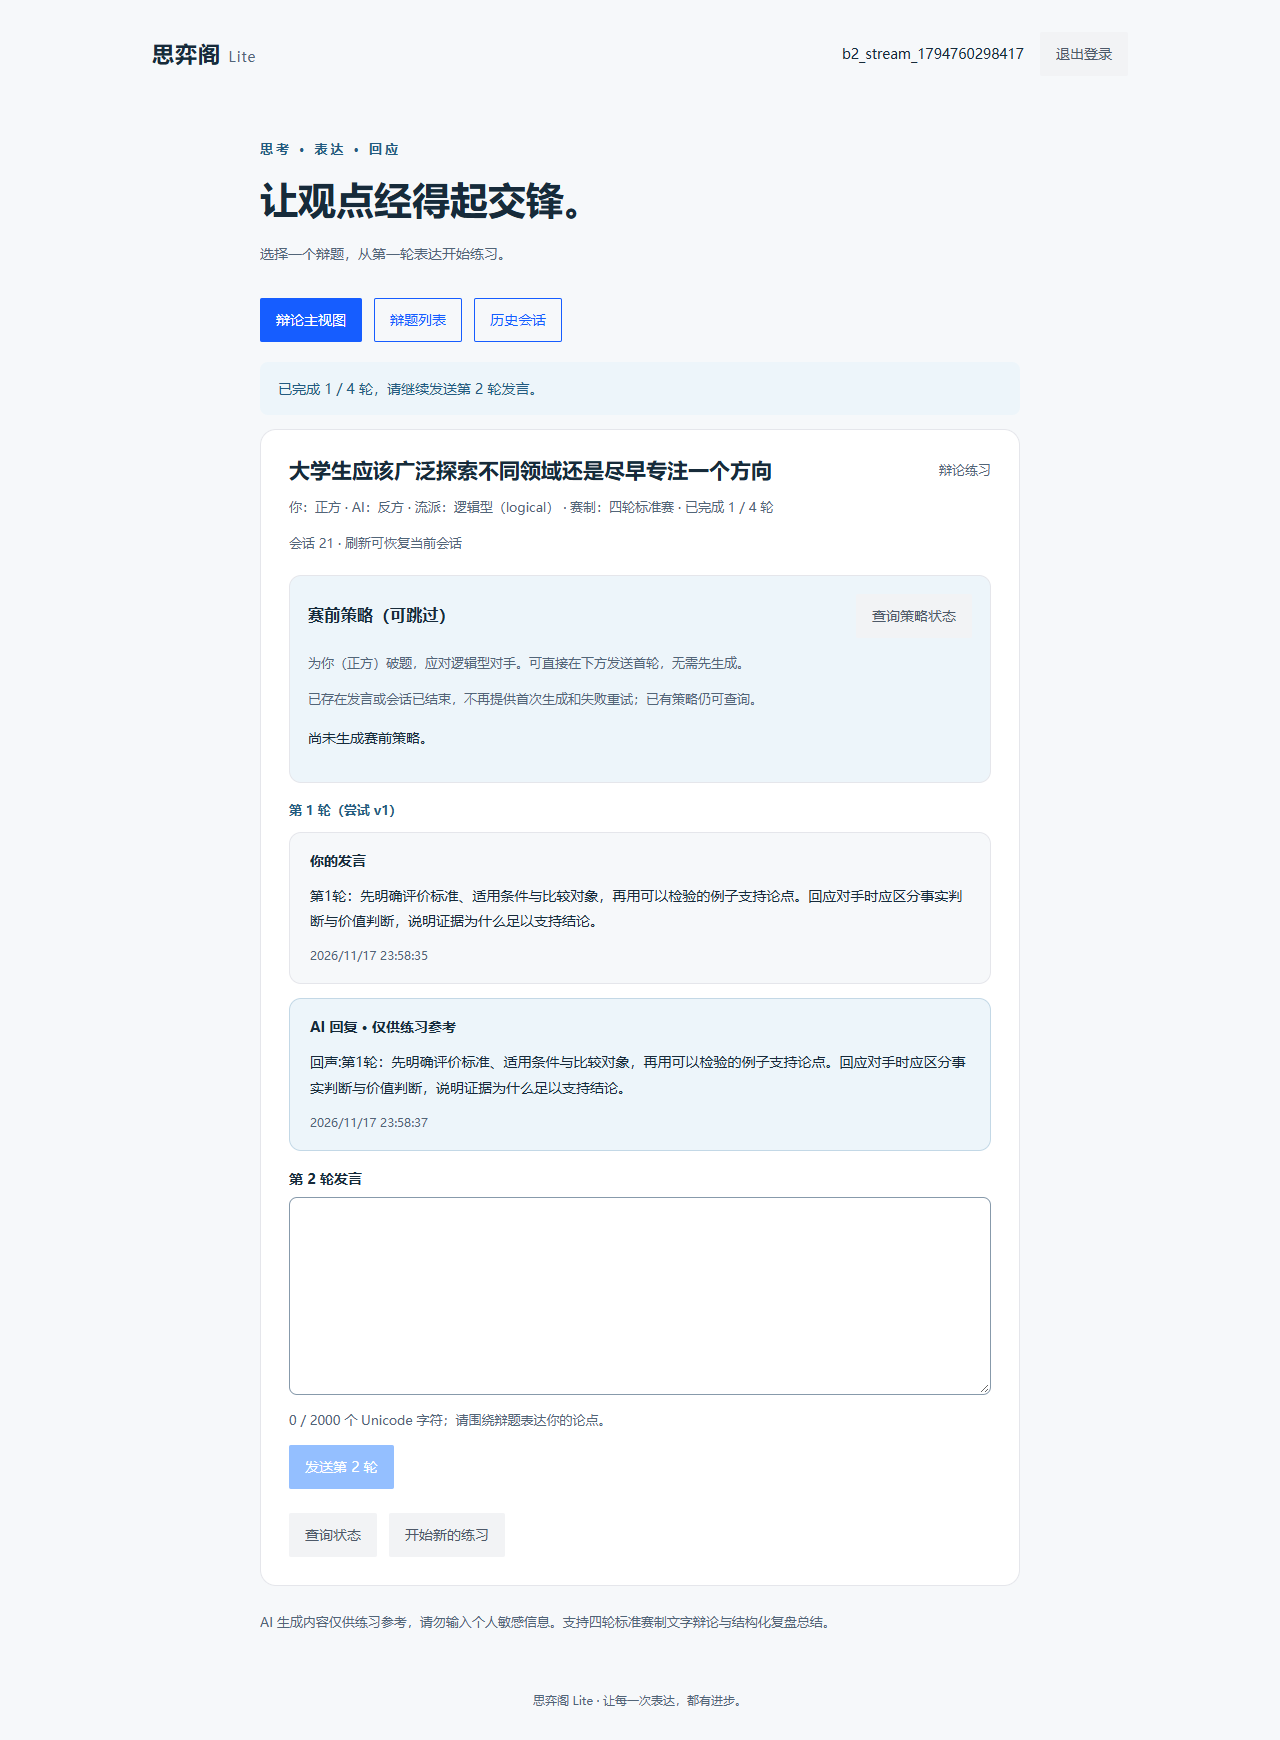 思弈阁 Lite
b2_stream_1794760298417
退出登录
思考 • 表达 • 回应
让观点经得起交锋。
选择一个辩题，从第一轮表达开始练习。
辩论主视图
辩题列表
历史会话
已完成 1 / 4 轮，请继续发送第 2 轮发言。
大学生应该广泛探索不同领域还是尽早专注一个方向
辩论练习
你：正方 · AI：反方 · 流派：逻辑型（logical） · 赛制：四轮标准赛 · 已完成 1 / 4 轮
会话 21 · 刷新可恢复当前会话
赛前策略（可跳过）
查询策略状态
为你（正方）破题，应对逻辑型对手。可直接在下方发送首轮，无需先生成。
已存在发言或会话已结束，不再提供首次生成和失败重试；已有策略仍可查询。
尚未生成赛前策略。
第 1 轮（尝试 v1）
你的发言
第1轮：先明确评价标准、适用条件与比较对象，再用可以检验的例子支持论点。回应对手时应区分事实判
断与价值判断，说明证据为什么足以支持结论。
2026/11/17 23:58:35
AI 回复 • 仅供练习参考
回声:第1轮：先明确评价标准、适用条件与比较对象，再用可以检验的例子支持论点。回应对手时应区分事
实判断与价值判断，说明证据为什么足以支持结论。
2026/11/17 23:58:37
第 2 轮发言
0 / 2000 个 Unicode 字符；请围绕辩题表达你的论点。
发送第 2 轮
查询状态
开始新的练习
AI 生成内容仅供练习参考，请勿输入个人敏感信息。支持四轮标准赛制文字辩论与结构化复盘总结。
思弈阁 Lite · 让每一次表达，都有进步。